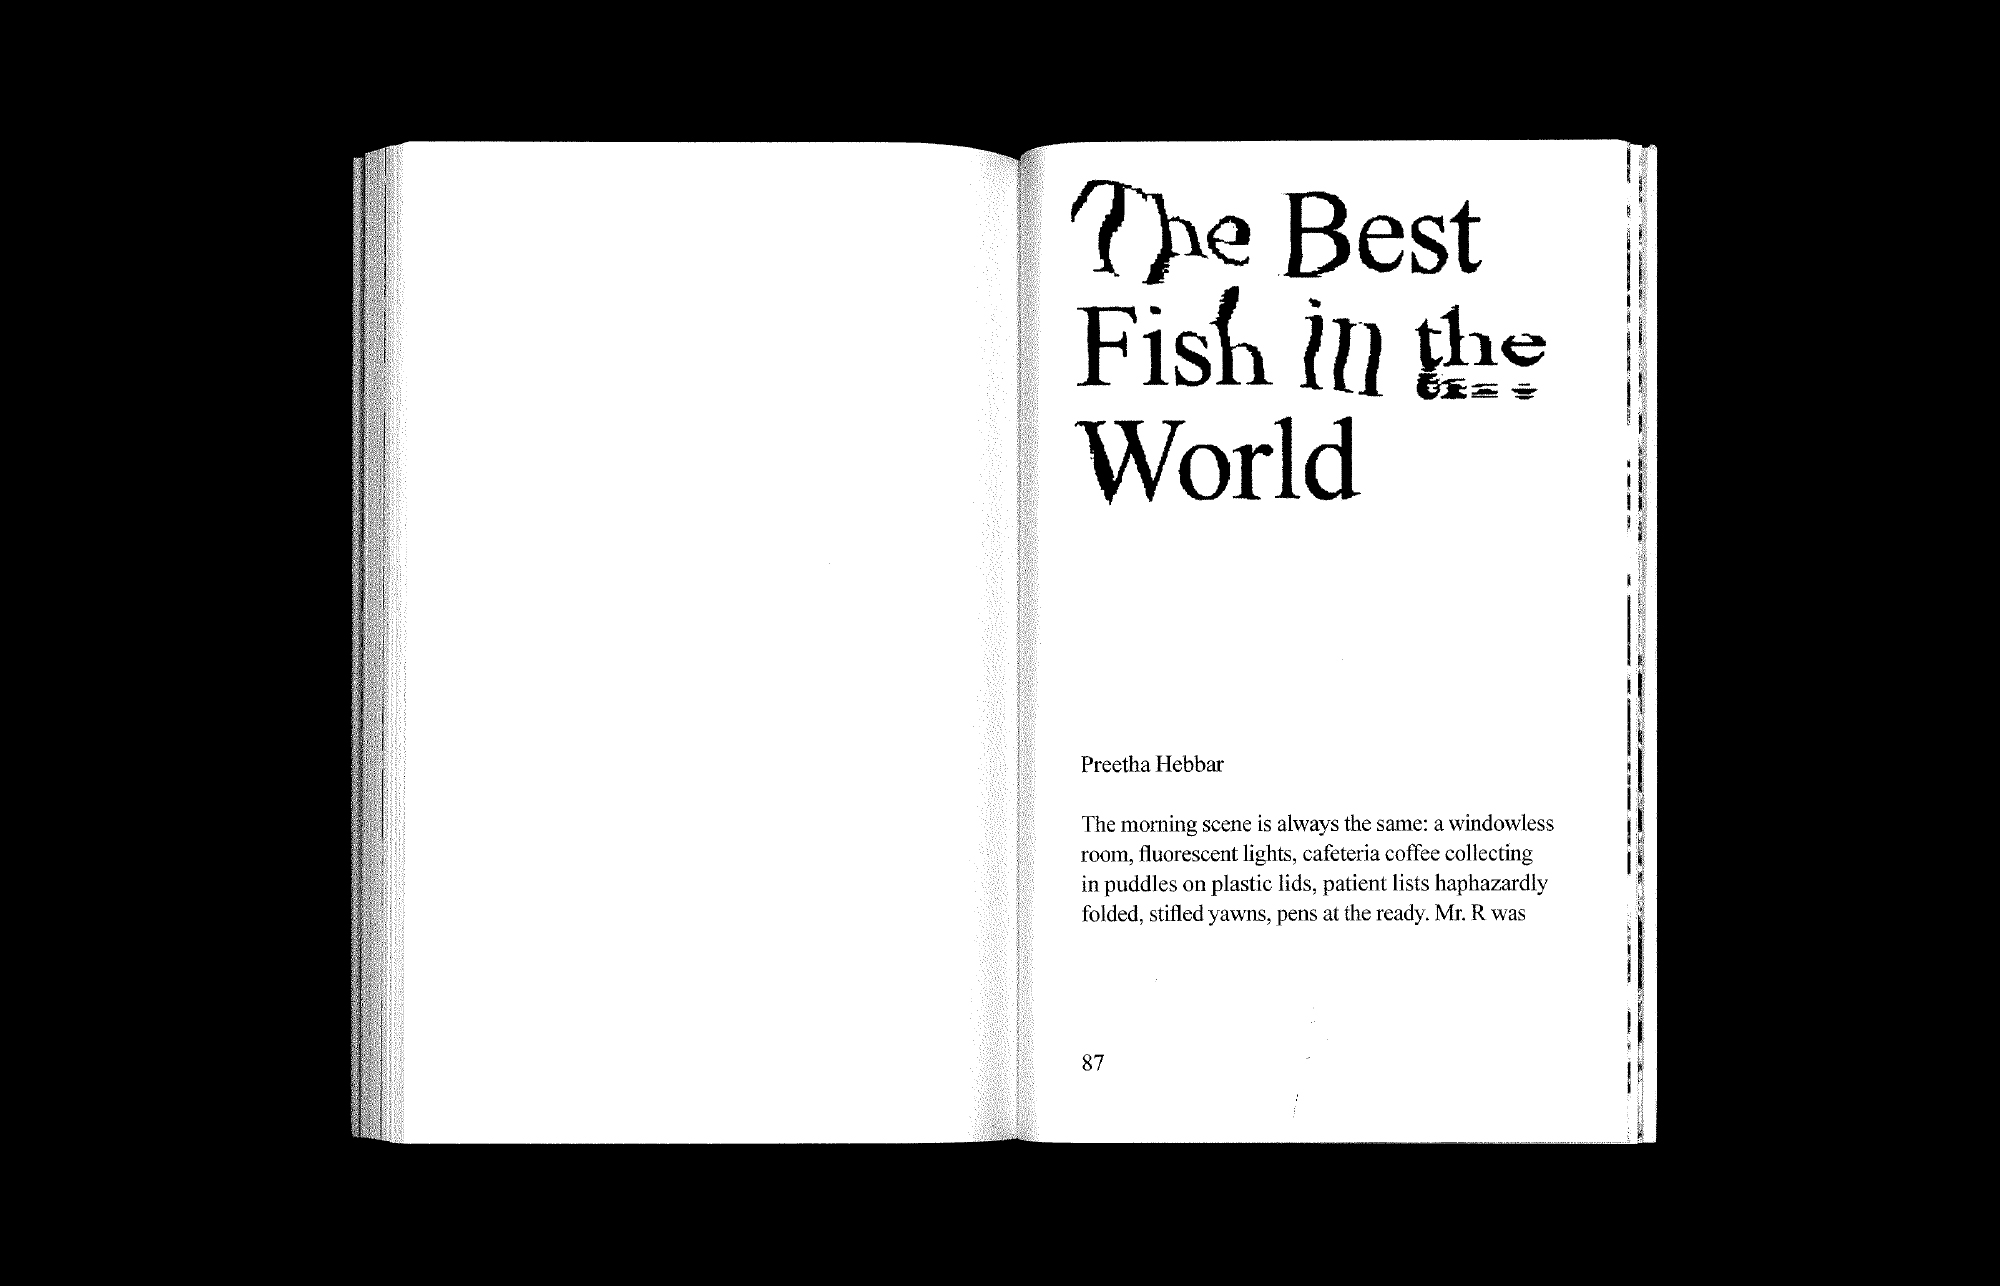 The Best
Fish in the
World
Preetha Hebbar
The morning scene is always the same: a windowless
room, fluorescent lights, cafeteria coffee collecting
in puddles on plastic lids, patient lists haphazardly
folded, stifled yawns, pens at the ready. Mr. R was
87